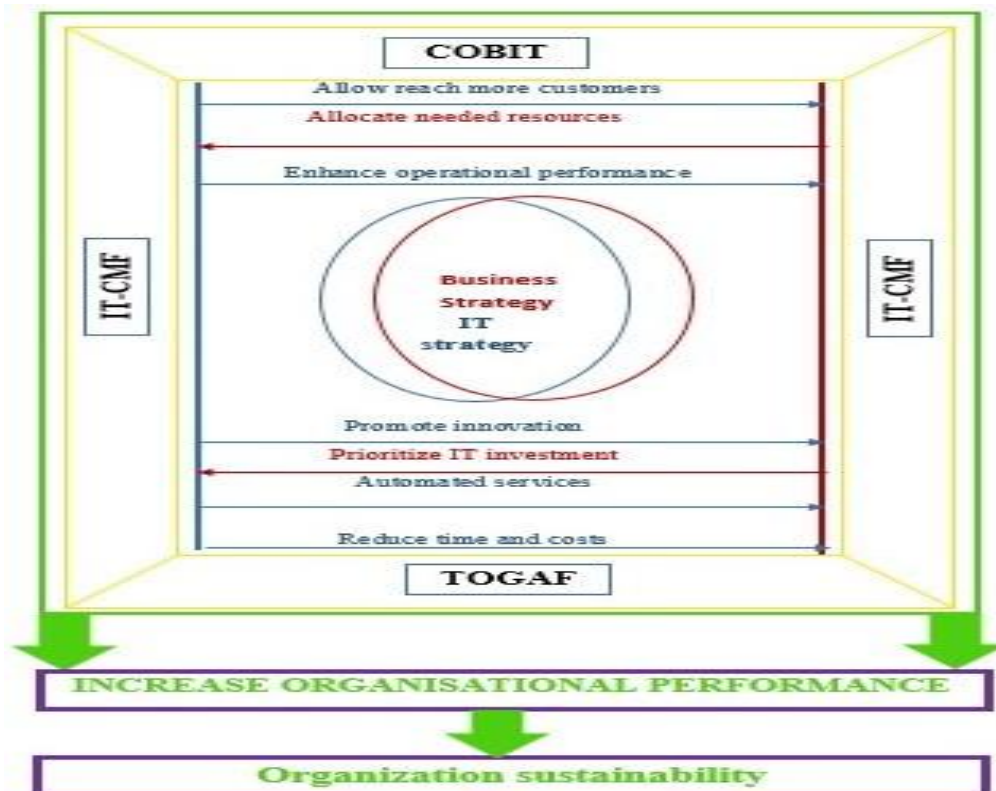 COBIT
Allow reach more customers
Allocate needed resources
Enhance operational performance
IT-CMF
Business
Strategy
IT
strategy
IT-CMF
Promote innovation
Prioritize IT investment
Automated services
Reduce time and costs
TOGAF
INCREASE ORGANISATIONAL PERFORMANCE
Organization sustainability